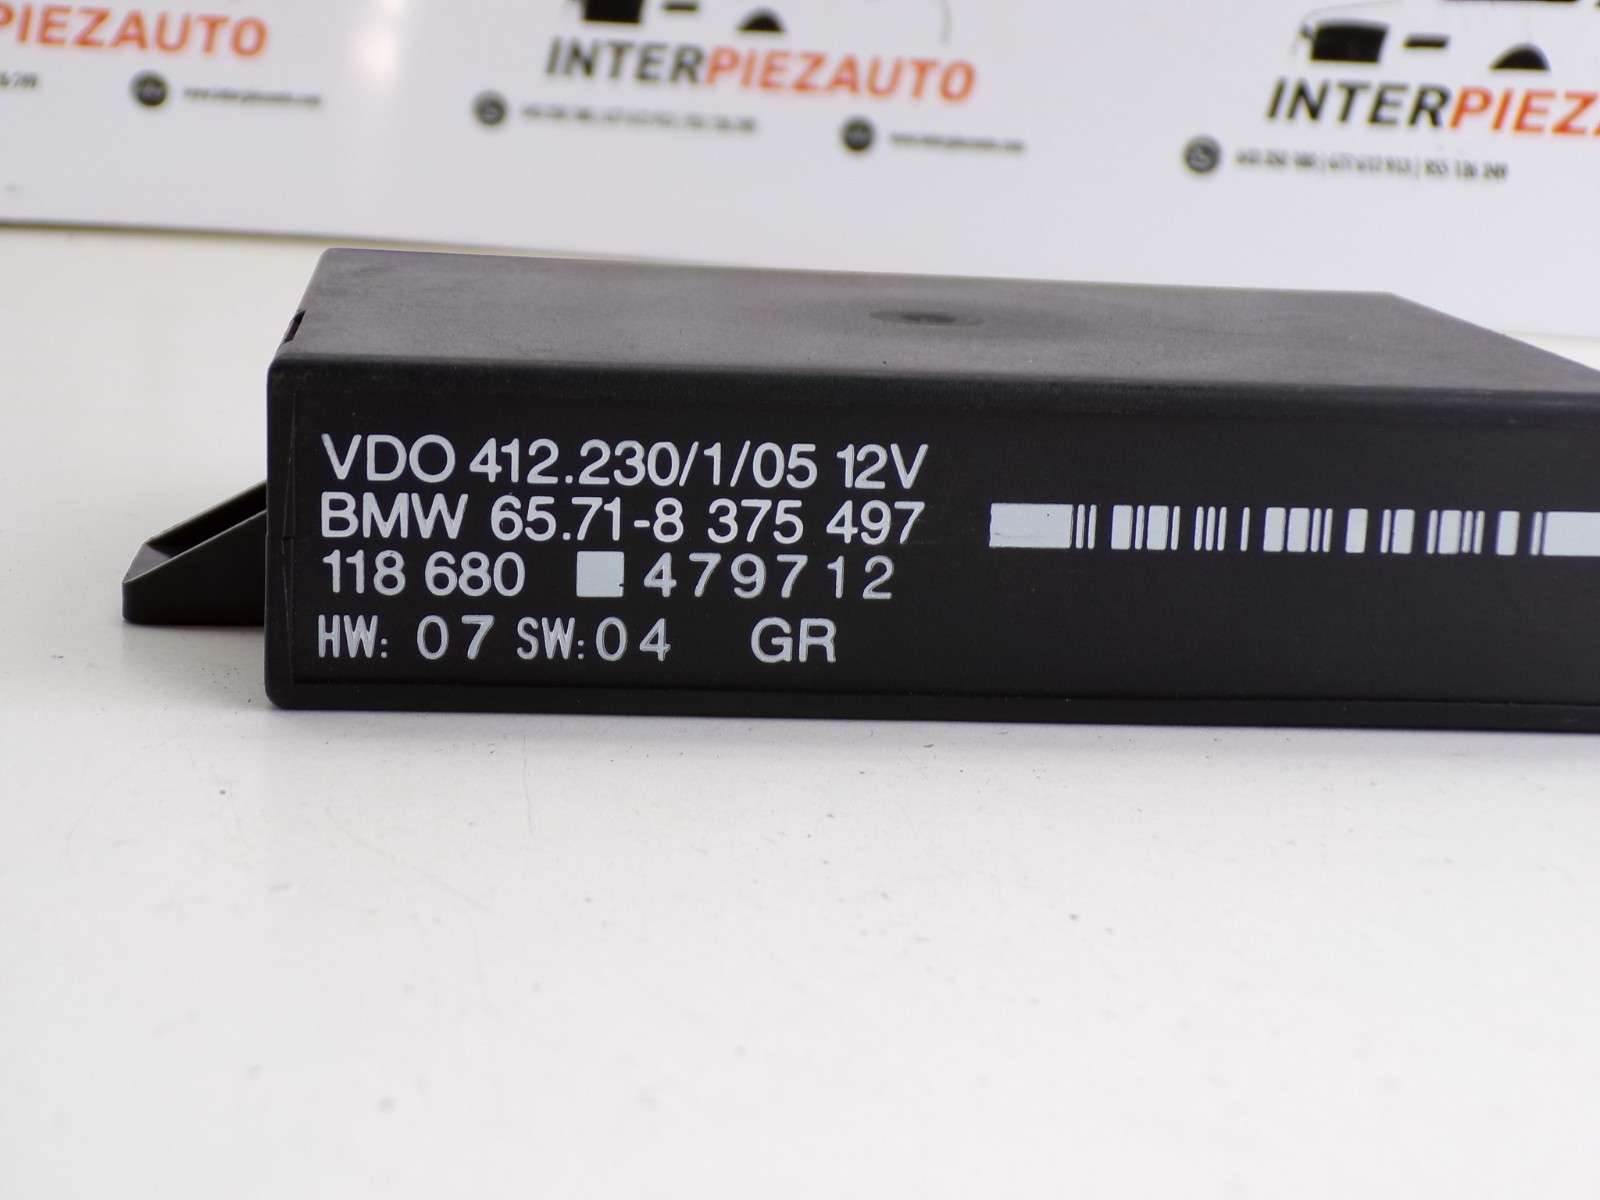 PIEZAUTO
INTERPIEZAUTO
INTERPIEZ
VDO 412.230/1/05 12V
BMW 65.71-8 375 497
118 680 479712
HW: 07 SW: 04 GR